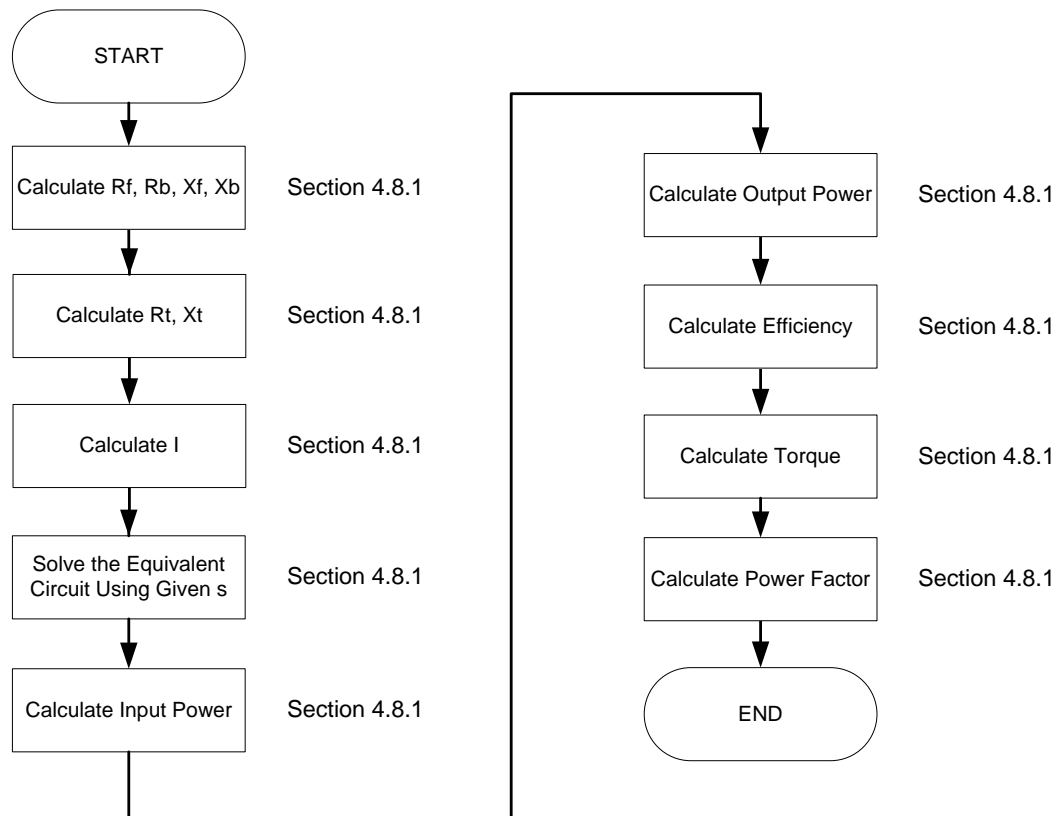 START
Calculate Rf, Rb, Xf, Xb
Section 4.8.1
Calculate Rt, Xt
Section 4.8.1
Calculate I
Section 4.8.1
Solve the Equivalent
Circuit Using Given s
Section 4.8.1
Calculate Input Power
Section 4.8.1
Calculate Output Power
Section 4.8.1
Calculate Efficiency
Section 4.8.1
Calculate Torque
Section 4.8.1
Calculate Power Factor
Section 4.8.1
END